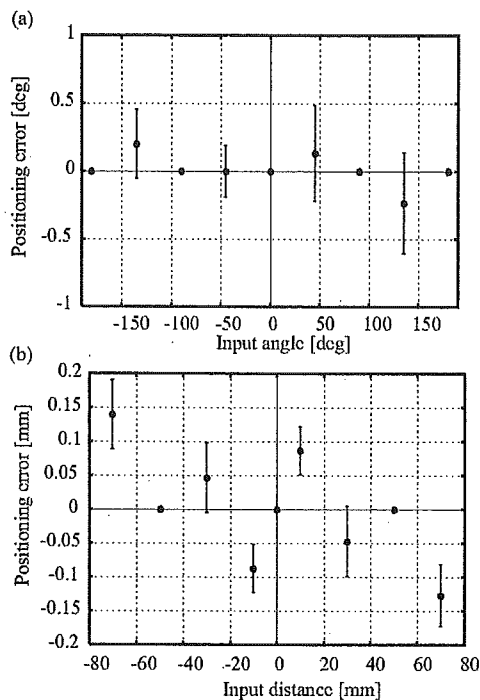 (a)
Positioning error [deg]
1
0.5
0
-0.5
-1
-150 -100 -50 0 50 100 150
Input angle [deg]
(b)
Positioning error [mm]
0.2
0.15
0.1
0.05
0
-0.05
-0.1
-0.15
-0.2
-80 -60 -40 -20 0 20 40 60 80
Input distance [mm]